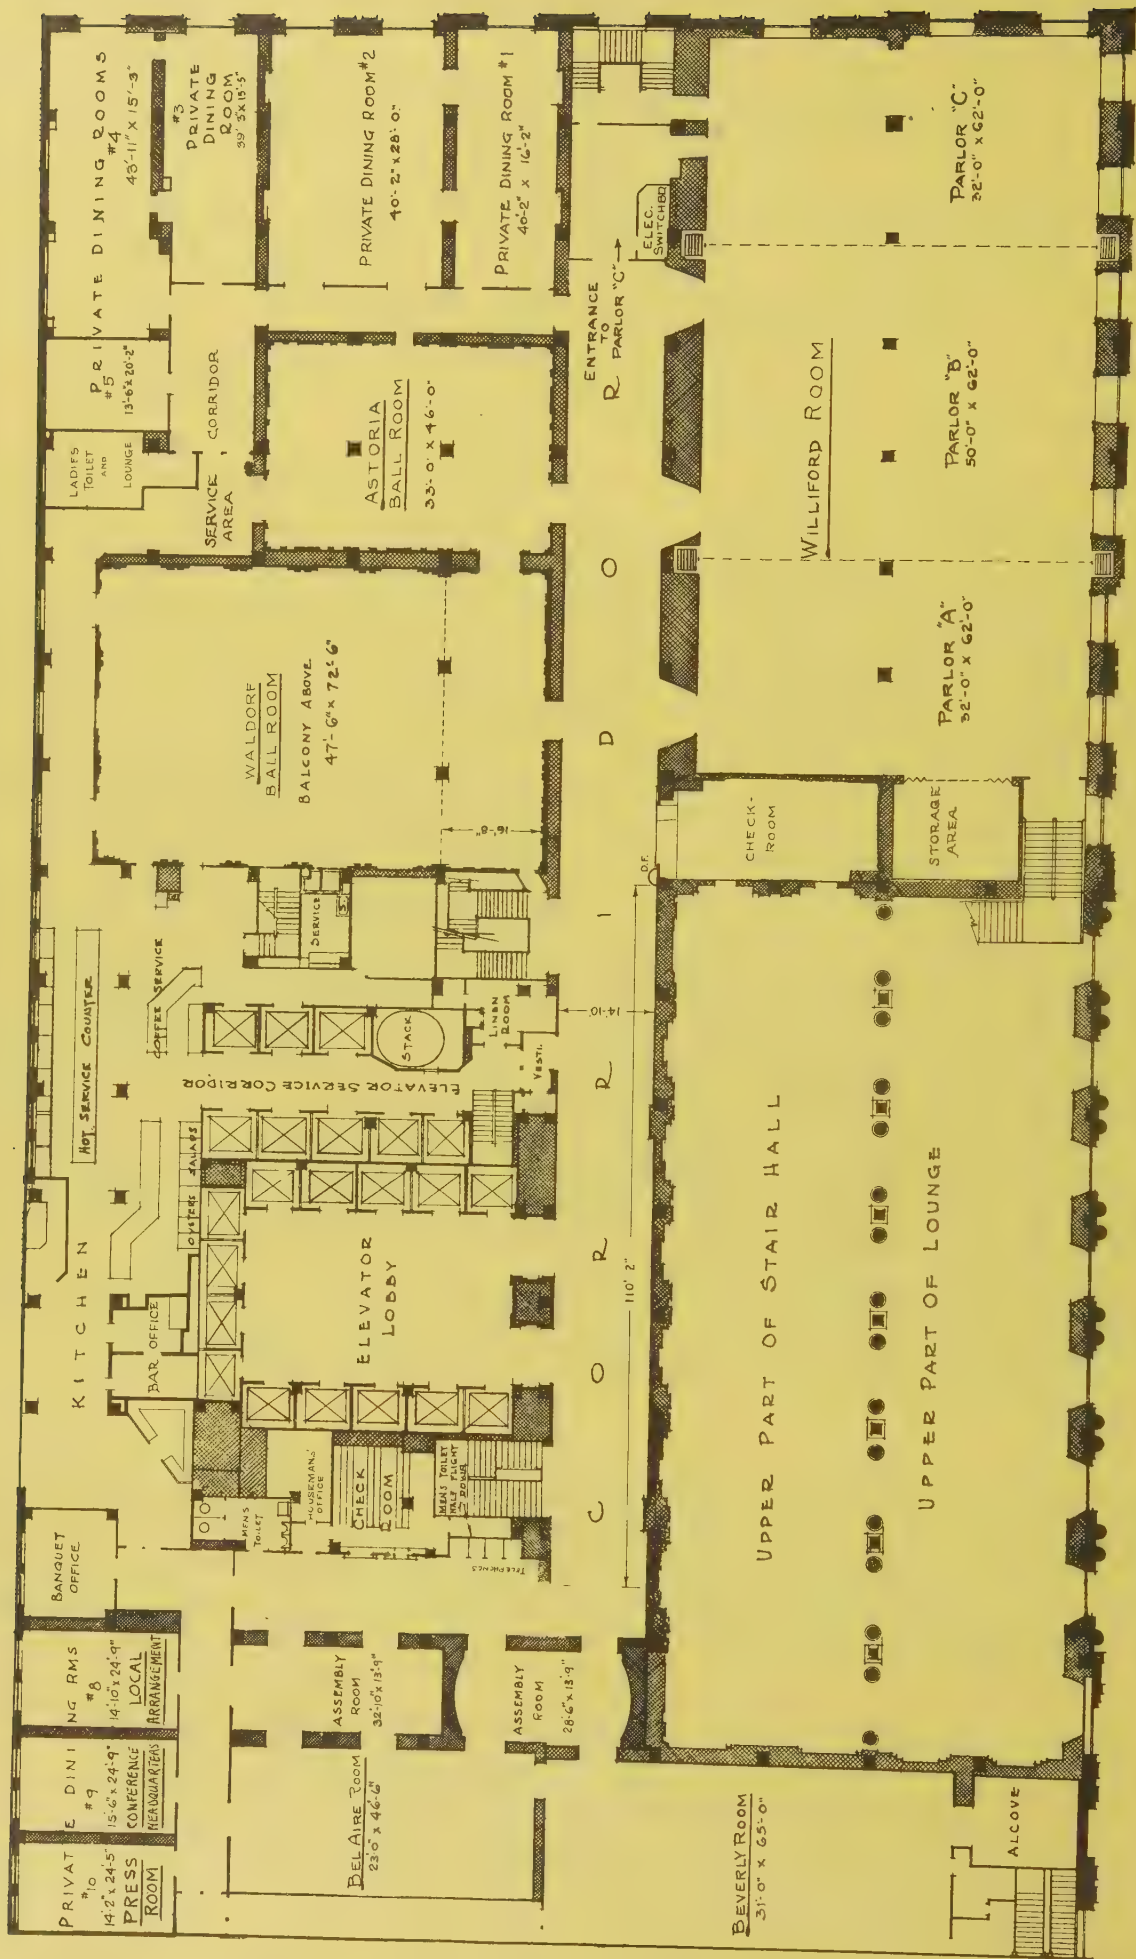 PRIVATE DINING ROOMS
#4
43'-11" x 15'-3"
#3
PRIVATE
DINING
ROOM
39'-3" x 15'-5"
#5
13'-6" x 20'-2"
LADIES
TOILET
AND
LOUNGE
CORRIDOR
SERVICE
AREA
PRIVATE DINING ROOM #2
40'-2" x 28'-0"
PRIVATE DINING ROOM #1
40'-2" x 16'-2"
ASTORIA
BALL ROOM
33'-0" x 46'-0"
ELEC.
SWITCHBD
ENTRANCE
TO
PARLOR "C"
PARLOR "C"
32'-0" x 62'-0"
WILLIFORD ROOM
PARLOR "B"
50'-0" x 62'-0"
PARLOR "A"
32'-0" x 62'-0"
WALDORF
BALL ROOM
BALCONY ABOVE
47'-6" x 72'-6"
16'-8"
CHECK-
ROOM
STORAGE
AREA
D.F.
CORRIDOR
14'-10"
110' 2"
HOT SERVICE COUNTER
COFFEE SERVICE
SERVICE
S.
LINEN
ROOM
VESTI.
STACK
ELEVATOR SERVICE CORRIDOR
KITCHEN
OYSTERS
SALADS
BAR OFFICE
ELEVATOR
LOBBY
UPPER PART OF STAIR HALL
UPPER PART OF LOUNGE
BANQUET
OFFICE
MENS
TOILET
HOUSEMANS'
OFFICE
CHECK
ROOM
MENS TOILET
HALF FLIGHT
DOWN
TELEPHONES
PRIVATE DINING RMS
#8
14'-10" x 24'-9"
LOCAL
ARRANGEMENT
#9
15'-6" x 24'-9"
CONFERENCE
HEADQUARTERS
#10
14'-2" x 24'-5"
PRESS
ROOM
ASSEMBLY
ROOM
32'-10" x 13'-9"
ASSEMBLY
ROOM
28'-6" x 13'-9"
BEL AIRE ROOM
23'-0" x 46'-6"
BEVERLY ROOM
31'-0" x 65'-0"
ALCOVE